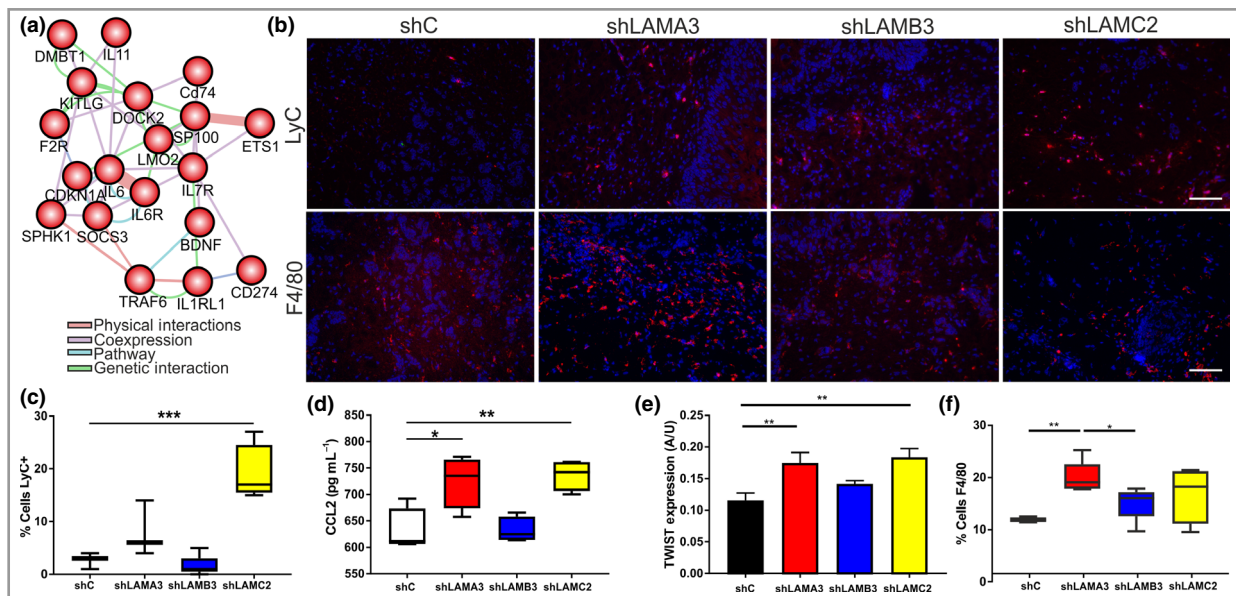 (a)
DMBT1
IL11
KITLG
Cd74
DOCK2
F2R
SP100
ETS1
LMO2
CDKN1A
IL6
IL7R
IL6R
SPHK1
SOCS3
BDNF
TRAF6
IL1RL1
CD274
Physical interactions
Coexpression
Pathway
Genetic interaction
(b)
shC
shLAMA3
shLAMB3
shLAMC2
LyC
F4/80
(c)
% Cells LyC+
30
20
10
0
***
shC
shLAMA3
shLAMB3
shLAMC2
(d)
CCL2 (pg mL⁻¹)
850
800
750
700
650
600
550
**
*
shC
shLAMA3
shLAMB3
shLAMC2
(e)
TWIST expression (A/U)
0.25
0.20
0.15
0.10
0.05
0.00
**
**
shC
shLAMA3
shLAMB3
shLAMC2
(f)
% Cells F4/80
30
20
10
0
**
*
shC
shLAMA3
shLAMB3
shLAMC2